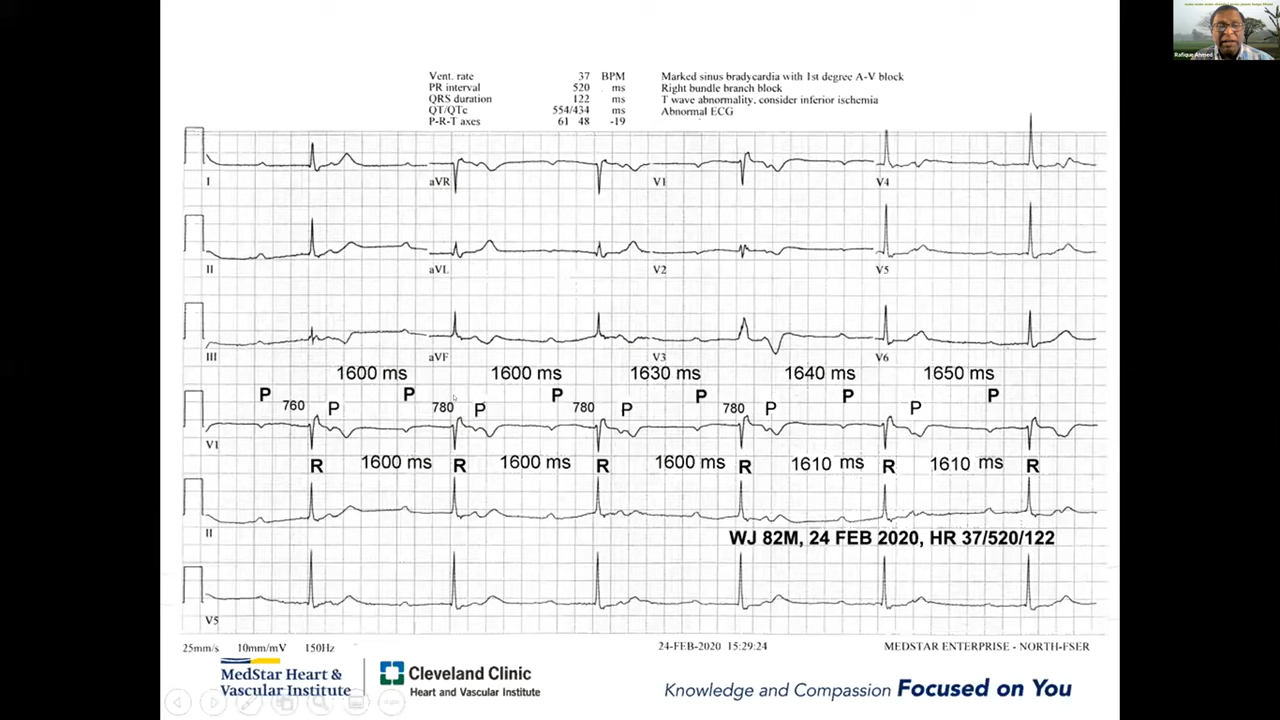 Rafique Ahmed
Vent. rate 37 BPM
PR interval 520 ms
QRS duration 122 ms
QT/QTc 554/434 ms
P-R-T axes 61 48 -19
Marked sinus bradycardia with 1st degree A-V block
Right bundle branch block
T wave abnormality, consider inferior ischemia
Abnormal ECG
I aVR V1 V4
II aVL V2 V5
III aVF V3 V6
1600 ms 1600 ms 1630 ms 1640 ms 1650 ms
P P P P P P
760 P 780 P 780 P 780 P P
V1
R 1600 ms R 1600 ms R 1600 ms R 1610 ms R 1610 ms R
II
WJ 82M, 24 FEB 2020, HR 37/520/122
V5
25mm/s 10mm/mV 150Hz 24-FEB-2020 15:29:24 MEDSTAR ENTERPRISE - NORTH-FSER
MedStar Heart &
Vascular Institute
Cleveland Clinic
Heart and Vascular Institute
Knowledge and Compassion Focused on You